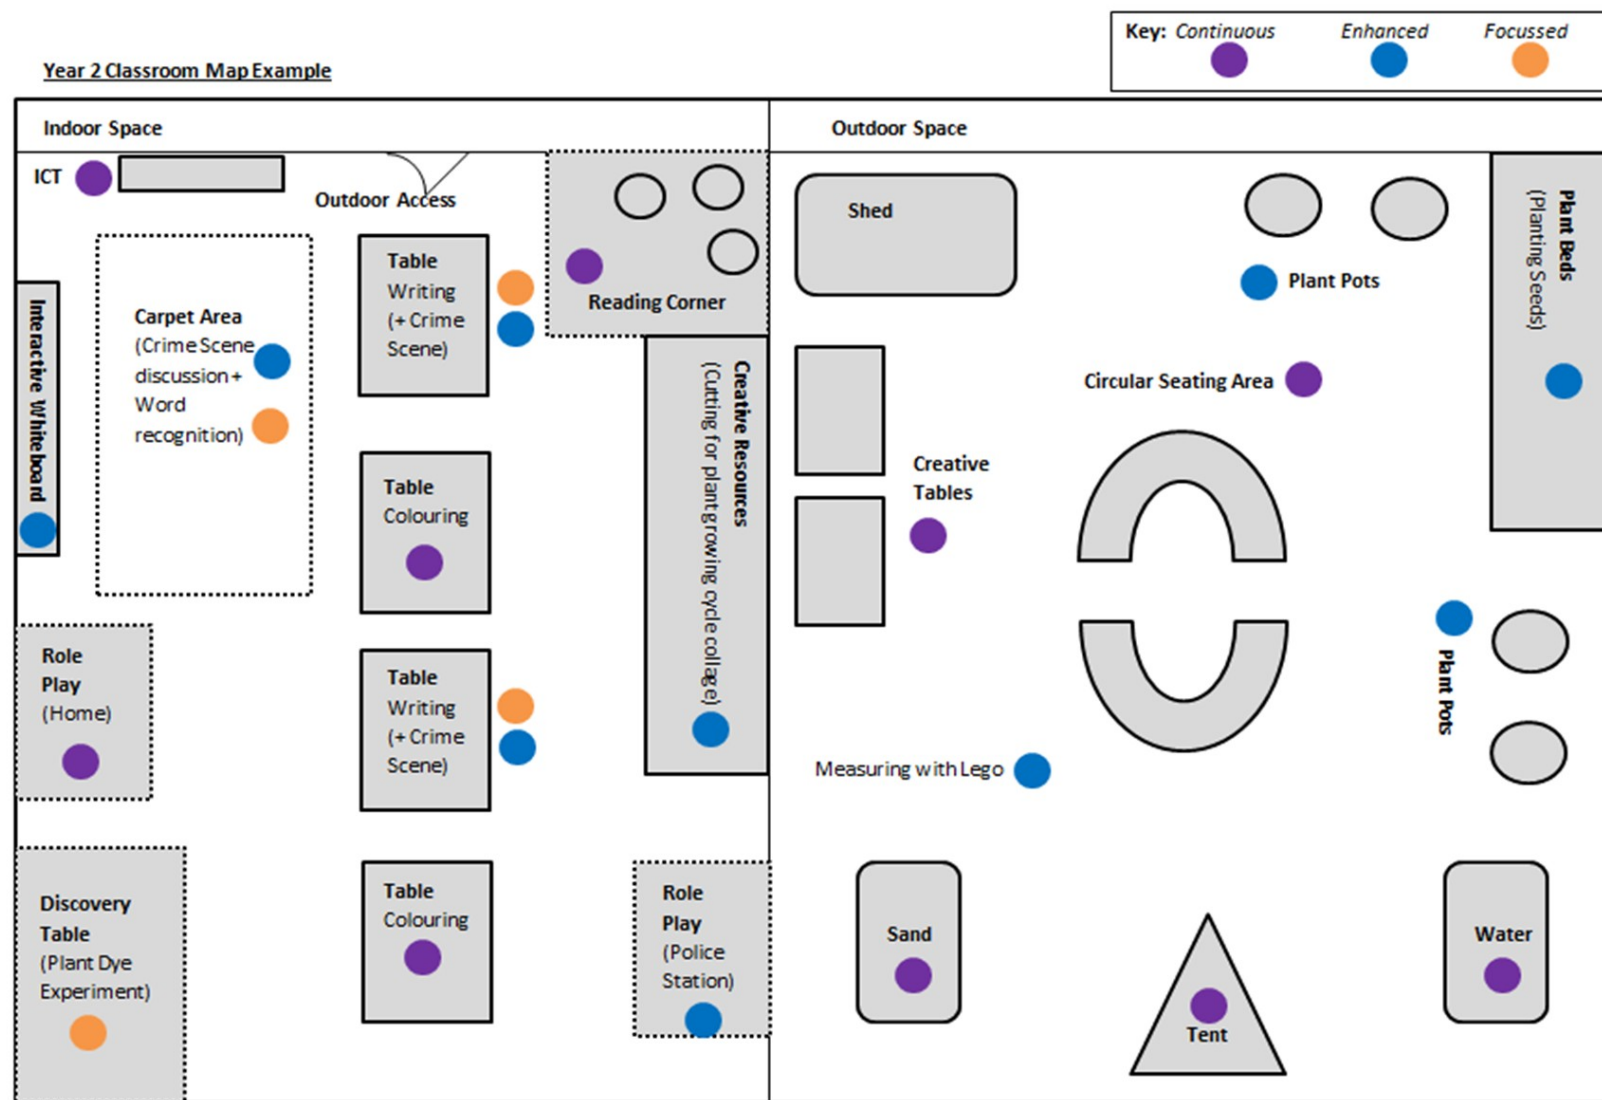 Key: Continuous Enhanced Focussed
Year 2 Classroom Map Example
Indoor Space
Outdoor Space
ICT
Outdoor Access
Interactive Whiteboard
Carpet Area
(Crime Scene
discussion +
Word
recognition)
Table
Writing
(+ Crime
Scene)
Reading Corner
Table
Colouring
Creative Resources
(Cutting for plant growing cycle collage)
Role
Play
(Home)
Table
Writing
(+ Crime
Scene)
Discovery
Table
(Plant Dye
Experiment)
Table
Colouring
Role
Play
(Police
Station)
Shed
Plant Pots
Plant Beds
(Planting Seeds)
Circular Seating Area
Creative
Tables
Plant Pots
Measuring with Lego
Sand
Tent
Water